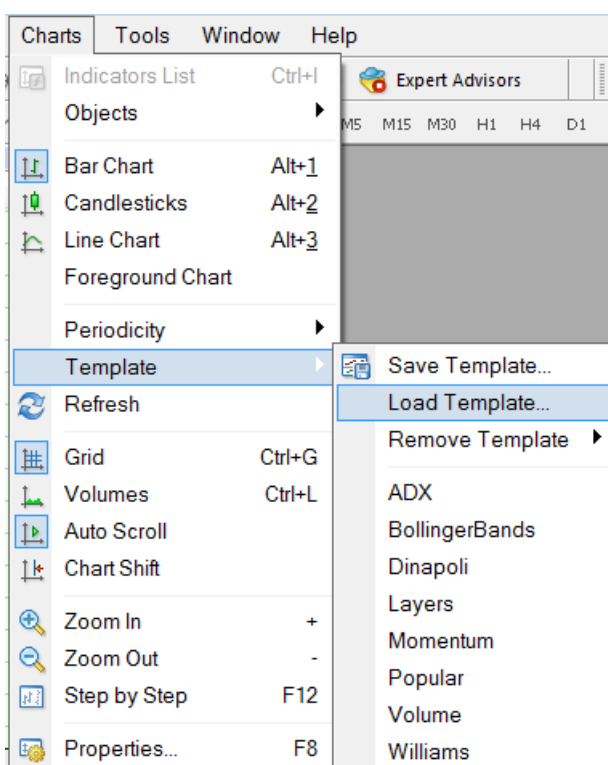 Charts Tools Window Help
Indicators List Ctrl+I
Expert Advisors
Objects
M5 M15 M30 H1 H4 D1
Bar Chart Alt+1
Candlesticks Alt+2
Line Chart Alt+3
Foreground Chart
Periodicity
Template
Save Template...
Refresh
Load Template...
Remove Template
Grid Ctrl+G
Volumes Ctrl+L
ADX
Auto Scroll
BollingerBands
Chart Shift
Dinapoli
Layers
Zoom In +
Momentum
Zoom Out -
Popular
Step by Step F12
Volume
Properties... F8
Williams